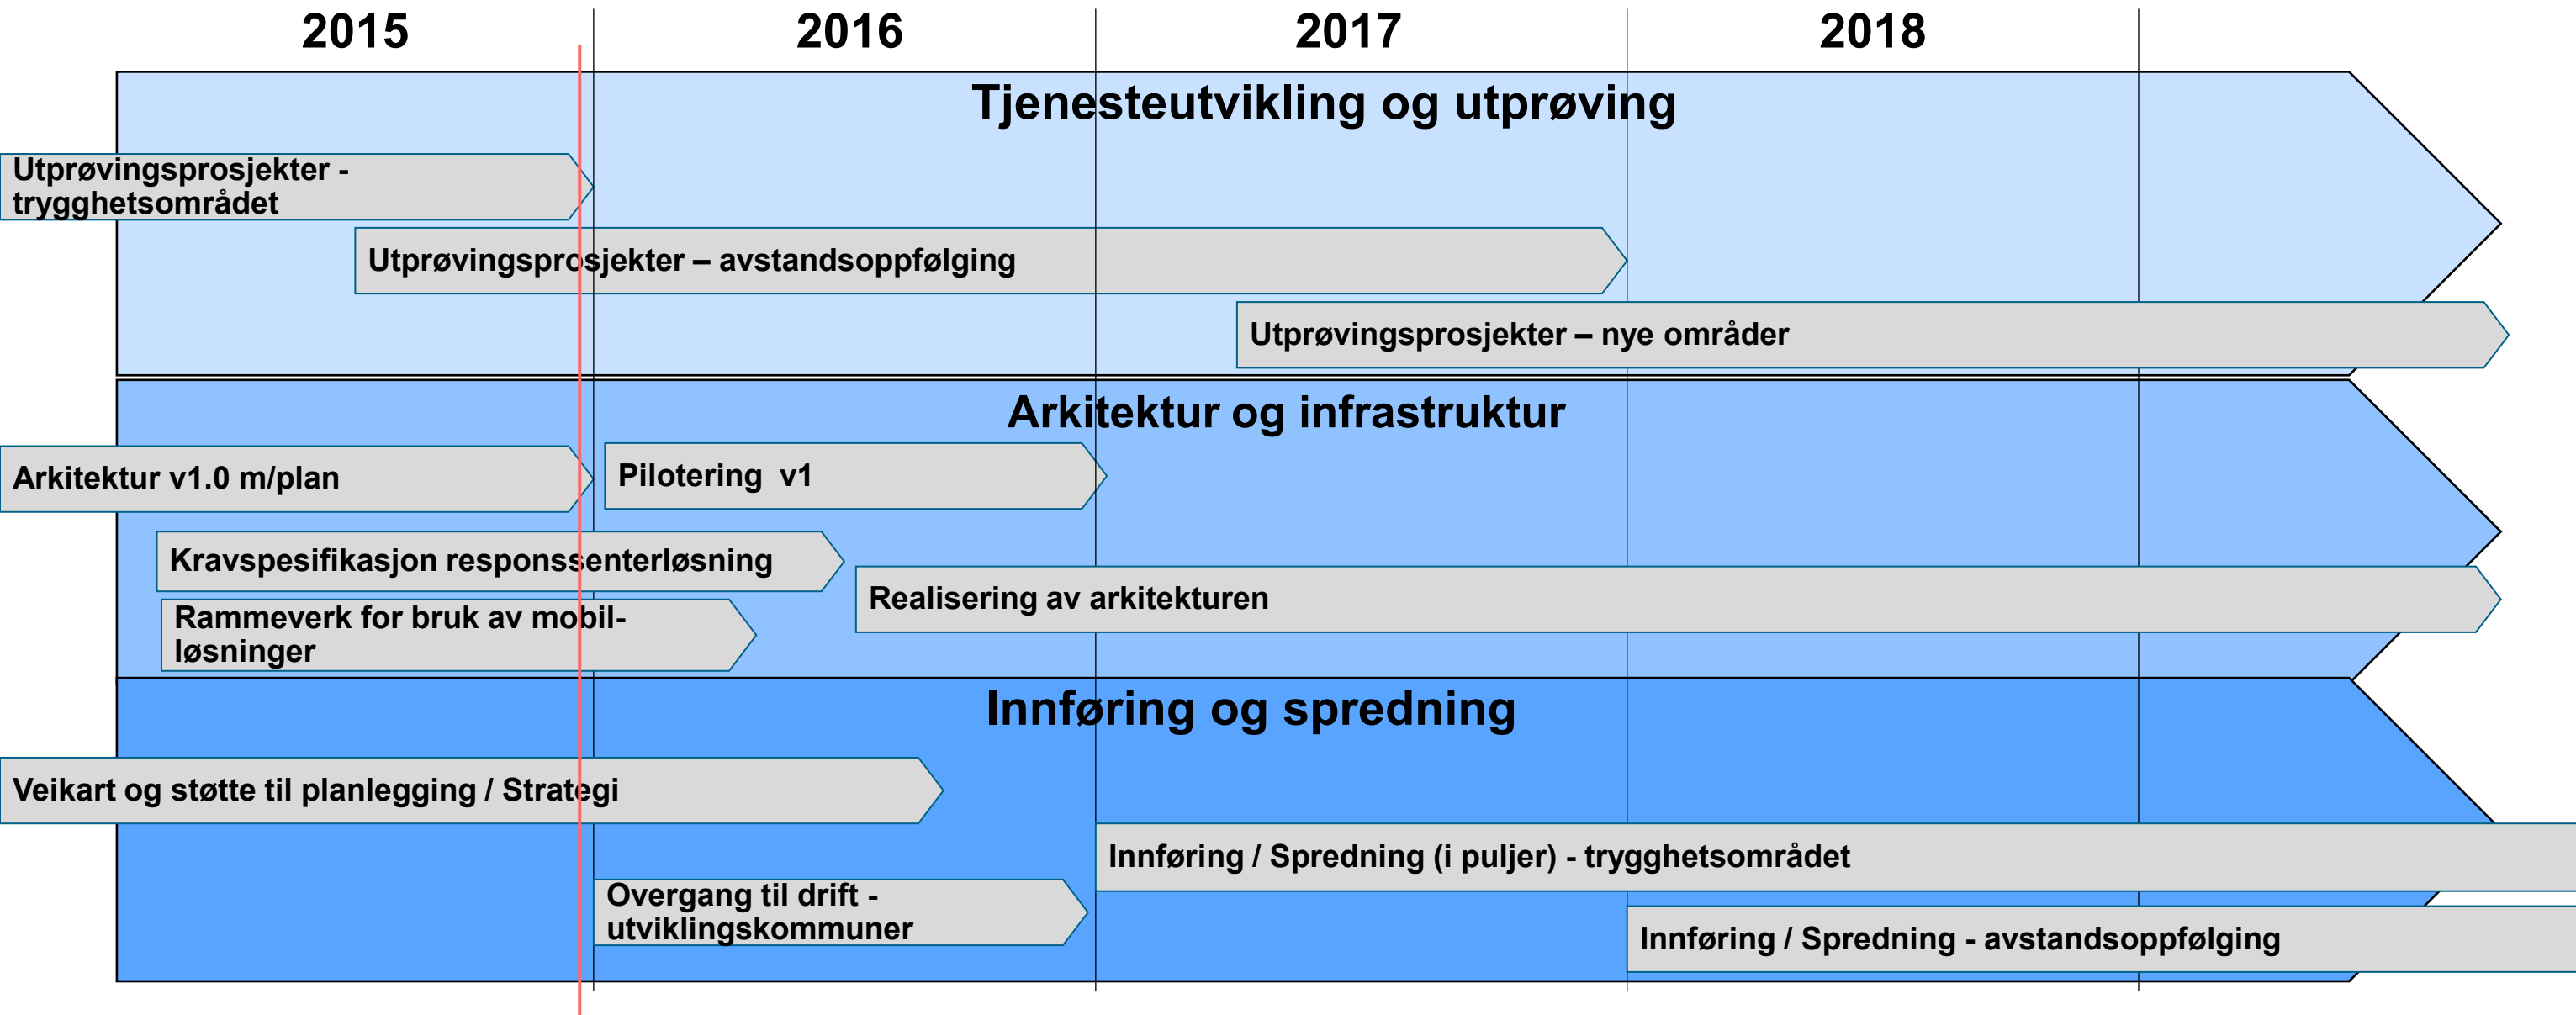 2015
2016
2017
2018
Tjenesteutvikling og utprøving
Utprøvingsprosjekter -
trygghetsområdet
Utprøvingsprosjekter – avstandsoppfølging
Utprøvingsprosjekter – nye områder
Arkitektur og infrastruktur
Arkitektur v1.0 m/plan
Pilotering v1
Kravspesifikasjon responssenterløsning
Realisering av arkitekturen
Rammeverk for bruk av mobil-
løsninger
Innføring og spredning
Veikart og støtte til planlegging / Strategi
Innføring / Spredning (i puljer) - trygghetsområdet
Overgang til drift -
utviklingskommuner
Innføring / Spredning - avstandsoppfølging